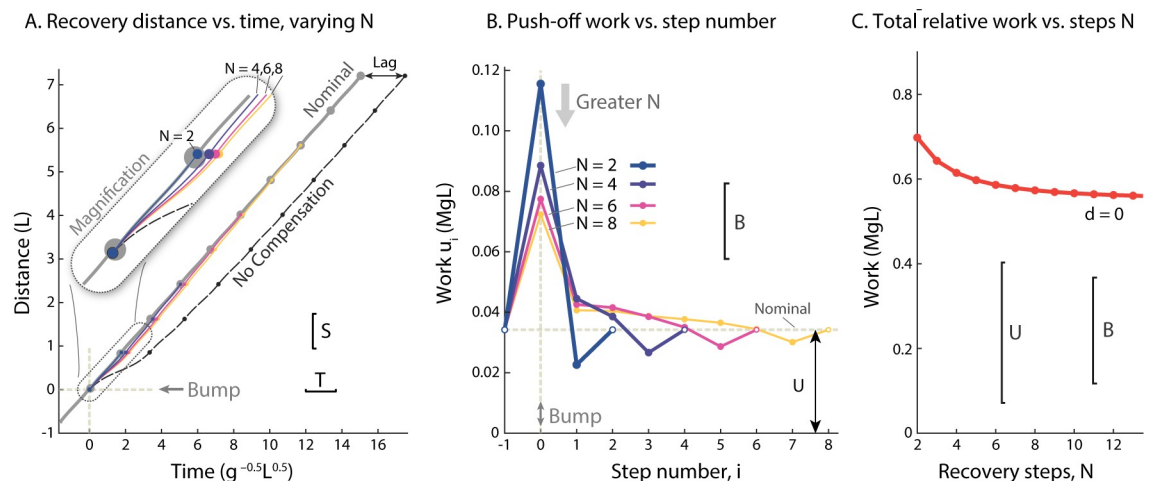 A. Recovery distance vs. time, varying N
B. Push-off work vs. step number
C. Total relative work vs. steps N
N = 4,6,8
Lag
Nominal
N = 2
Magnification
No Compensation
S
T
Bump
7
6
5
4
3
2
1
0
-1
Distance (L)
0 2 4 6 8 10 12 14 16
Time (g⁻⁰·⁵L⁰·⁵)
0.12
0.10
0.08
0.06
0.04
0.02
0
Work uᵢ (MgL)
Greater N
N = 2
N = 4
N = 6
N = 8
B
Nominal
U
Bump
-1 0 1 2 3 4 5 6 7 8
Step number, i
0.8
0.6
0.4
0.2
0
Work (MgL)
d = 0
U
B
2 4 6 8 10 12
Recovery steps, N